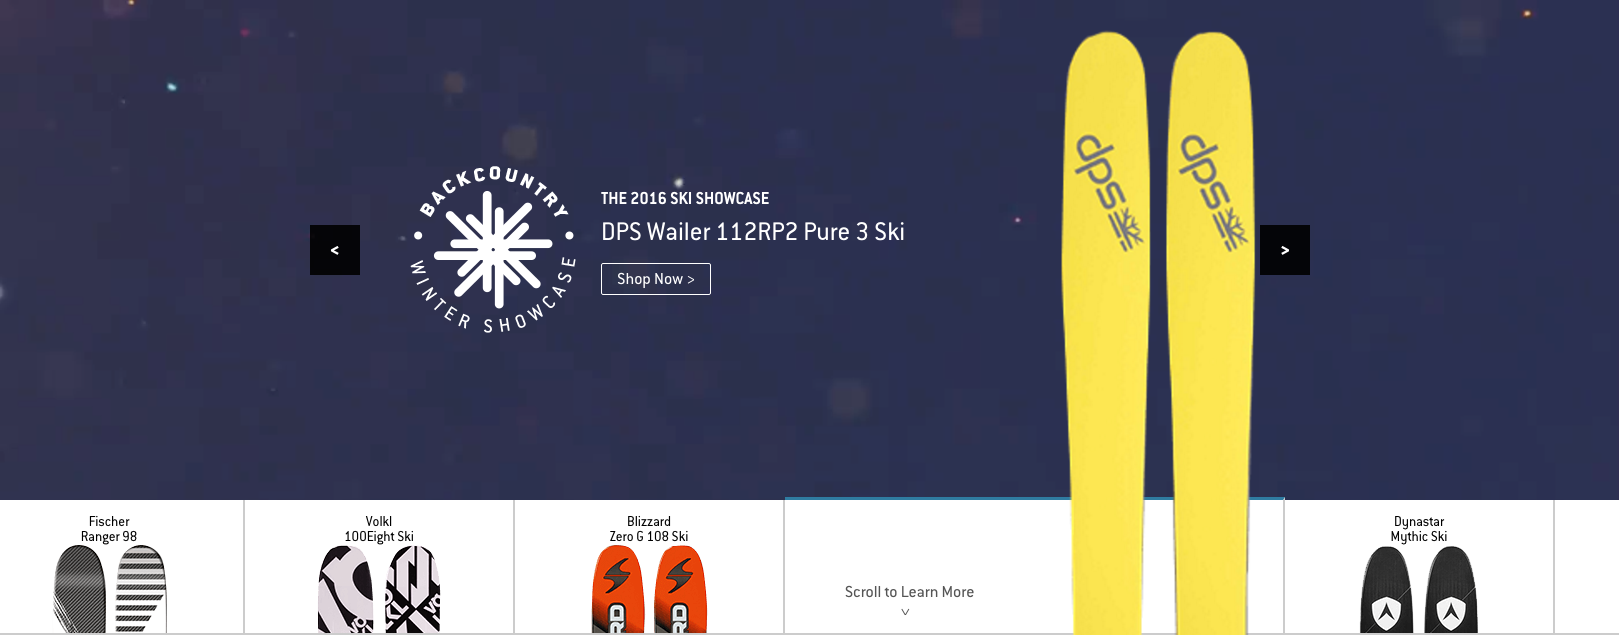 BACKCOUNTRY
WINTER SHOWCASE
THE 2016 SKI SHOWCASE
DPS Wailer 112RP2 Pure 3 Ski
Shop Now >
<
>
dps
dps
Fischer
Ranger 98
Volkl
100Eight Ski
Blizzard
Zero G 108 Ski
Scroll to Learn More
Dynastar
Mythic Ski